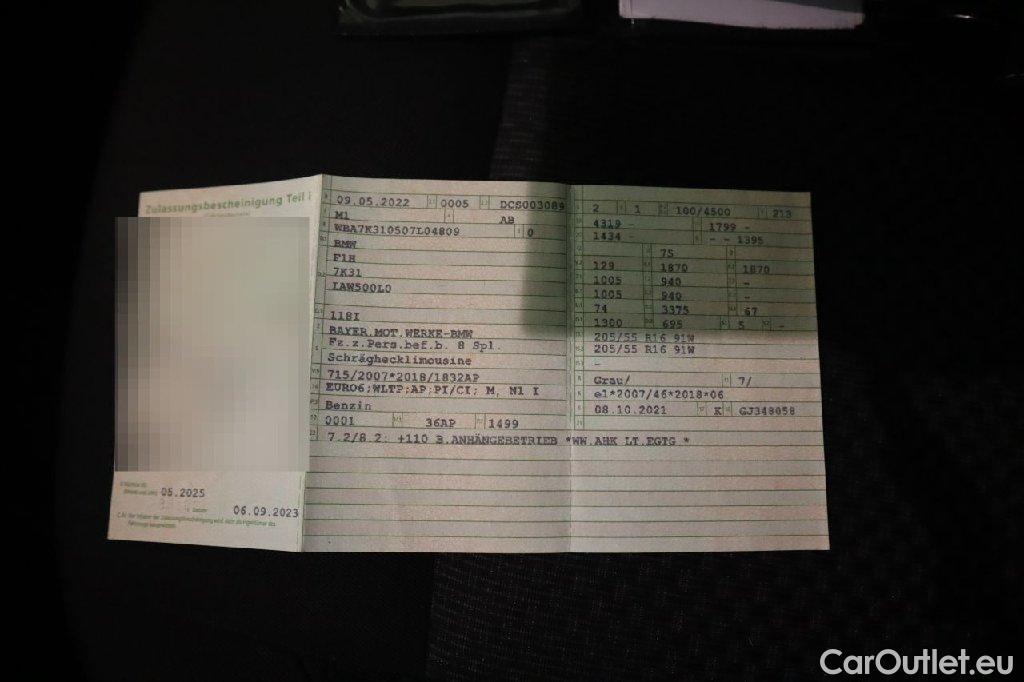 Zulassungsbescheinigung Teil I
05.2025
06.09.2023
09.05.2022 0005 DCS003089
M1 AB
WBA7K310507L04809 0
BMW
F1H
7K31
IAW500L0
118I
BAYER.MOT.WERKE-BMW
Fz.z.Pers.bef.b. 8 Spl.
Schräghecklimousine
715/2007*2018/1832AP
EURO6;WLTP;AP;PI/CI; M, N1 I
Benzin
0001 36AP 1499
7.2/8.2: +110 B.ANHÄNGEBETRIEB *WW.AHK LT.EGTG *
2 1 100/4500 213
4319 - 1799 -
1434 - - - 1395
75
129 1870 1870
1005 940 -
1005 940 -
74 3375 67
1300 695 5 -
205/55 R16 91W
205/55 R16 91W
-
Grau/ 7/
e1*2007/46*2018*06
08.10.2021 K GJ348058
CarOutlet.eu